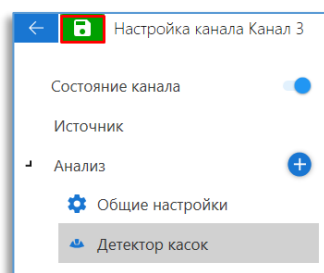 Настройка канала Канал 3
Состояние канала
Источник
Анализ
Общие настройки
Детектор касок